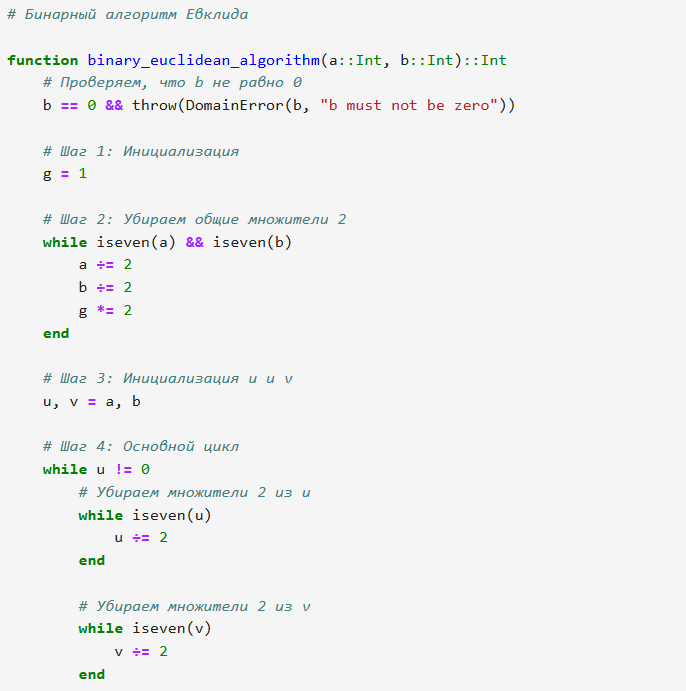 # Бинарный алгоритм Евклида

function binary_euclidean_algorithm(a::Int, b::Int)::Int
    # Проверяем, что b не равно 0
    b == 0 && throw(DomainError(b, "b must not be zero"))

    # Шаг 1: Инициализация
    g = 1

    # Шаг 2: Убираем общие множители 2
    while iseven(a) && iseven(b)
        a ÷= 2
        b ÷= 2
        g *= 2
    end

    # Шаг 3: Инициализация u и v
    u, v = a, b

    # Шаг 4: Основной цикл
    while u != 0
        # Убираем множители 2 из u
        while iseven(u)
            u ÷= 2
        end

        # Убираем множители 2 из v
        while iseven(v)
            v ÷= 2
        end